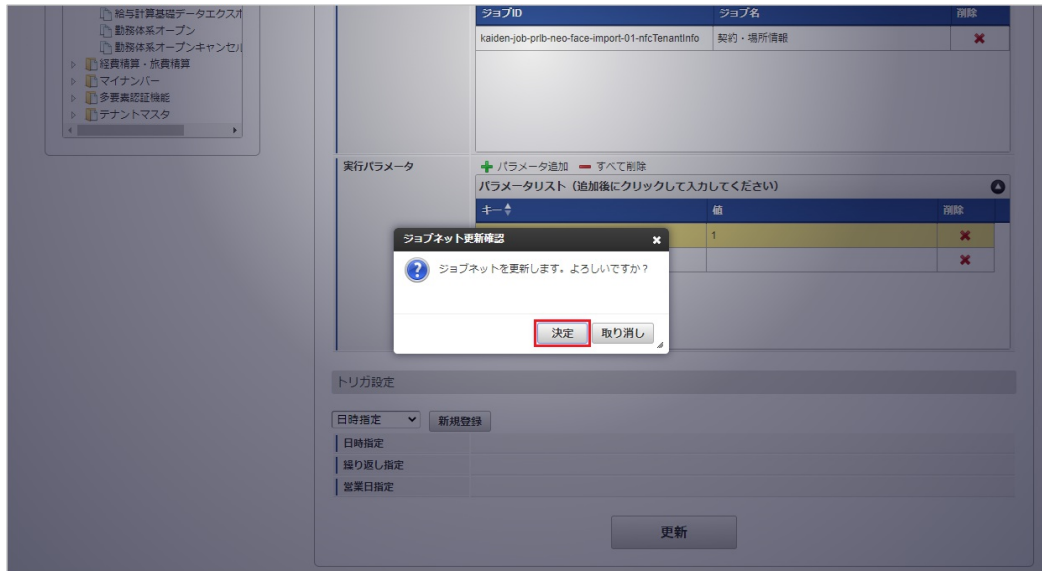 給与計算基礎データエクスポ
勤務体系オープン
勤務体系オープンキャンセル
経費積算・旅費積算
マイナンバー
多要素認証機能
テナントマスタ
ジョブID ジョブ名 削除
kaiden-job-prlb-neo-face-import-01-nfcTenantInfo 契約・場所情報
実行パラメータ
パラメータ追加 すべて削除
パラメータリスト（追加後にクリックして入力してください）
キー 値 削除
1
ジョブネット更新確認
ジョブネットを更新します。よろしいですか？
決定 取り消し
トリガ設定
日時指定 新規登録
日時指定
繰り返し指定
営業日指定
更新